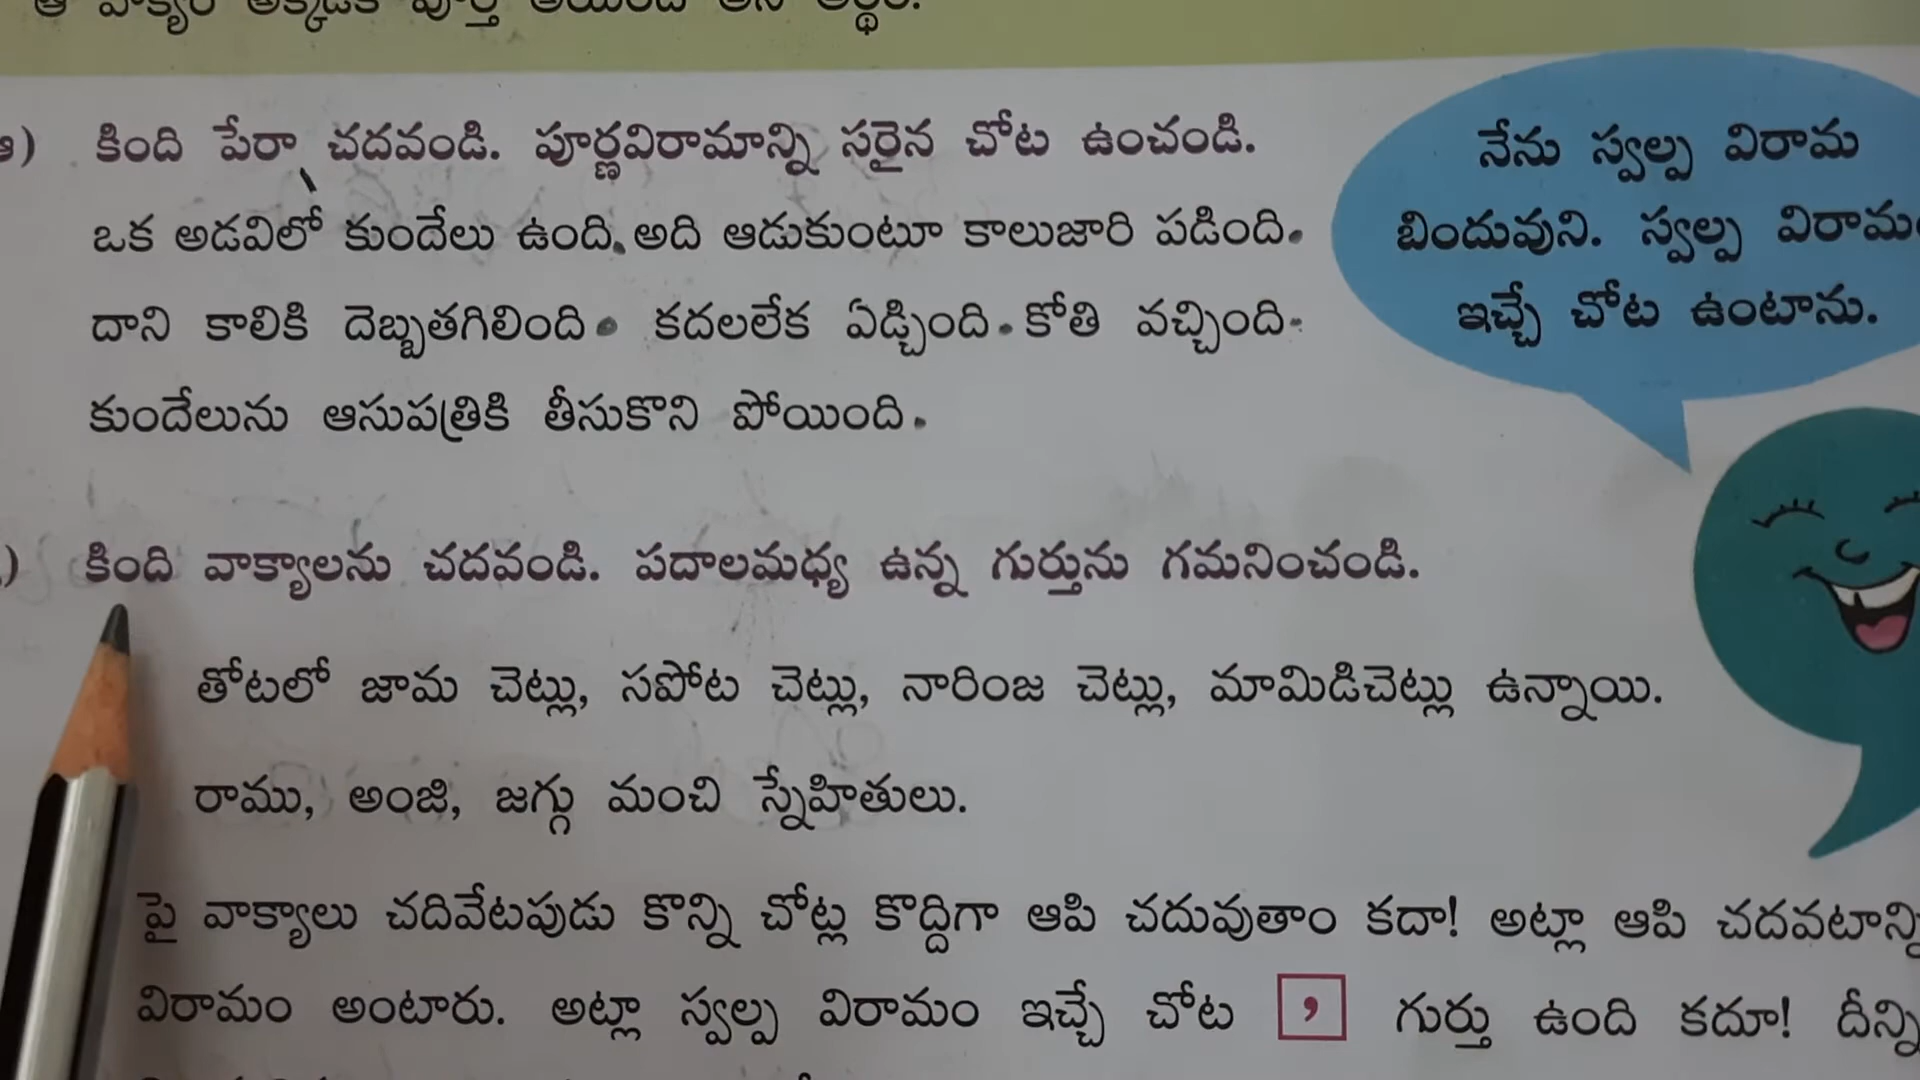 ఆ) కింది పేరా చదవండి. పూర్ణవిరామాన్ని సరైన చోట ఉంచండి.
ఒక అడవిలో కుందేలు ఉంది. అది ఆడుకుంటూ కాలుజారి పడింది.
దాని కాలికి దెబ్బతగిలింది. కదలలేక ఏడ్చింది. కోతి వచ్చింది.
కుందేలును ఆసుపత్రికి తీసుకొని పోయింది.
నేను స్వల్ప విరామ
బిందువుని. స్వల్ప విరామం
ఇచ్చే చోట ఉంటాను.
) కింది వాక్యాలను చదవండి. పదాలమధ్య ఉన్న గుర్తును గమనించండి.
తోటలో జామ చెట్లు, సపోట చెట్లు, నారింజ చెట్లు, మామిడిచెట్లు ఉన్నాయి.
రాము, అంజి, జగ్గు మంచి స్నేహితులు.
పై వాక్యాలు చదివేటపుడు కొన్ని చోట్ల కొద్దిగా ఆపి చదువుతాం కదా! అట్లా ఆపి చదవటాన్ని
విరామం అంటారు. అట్లా స్వల్ప విరామం ఇచ్చే చోట , గుర్తు ఉంది కదూ! దీన్ని